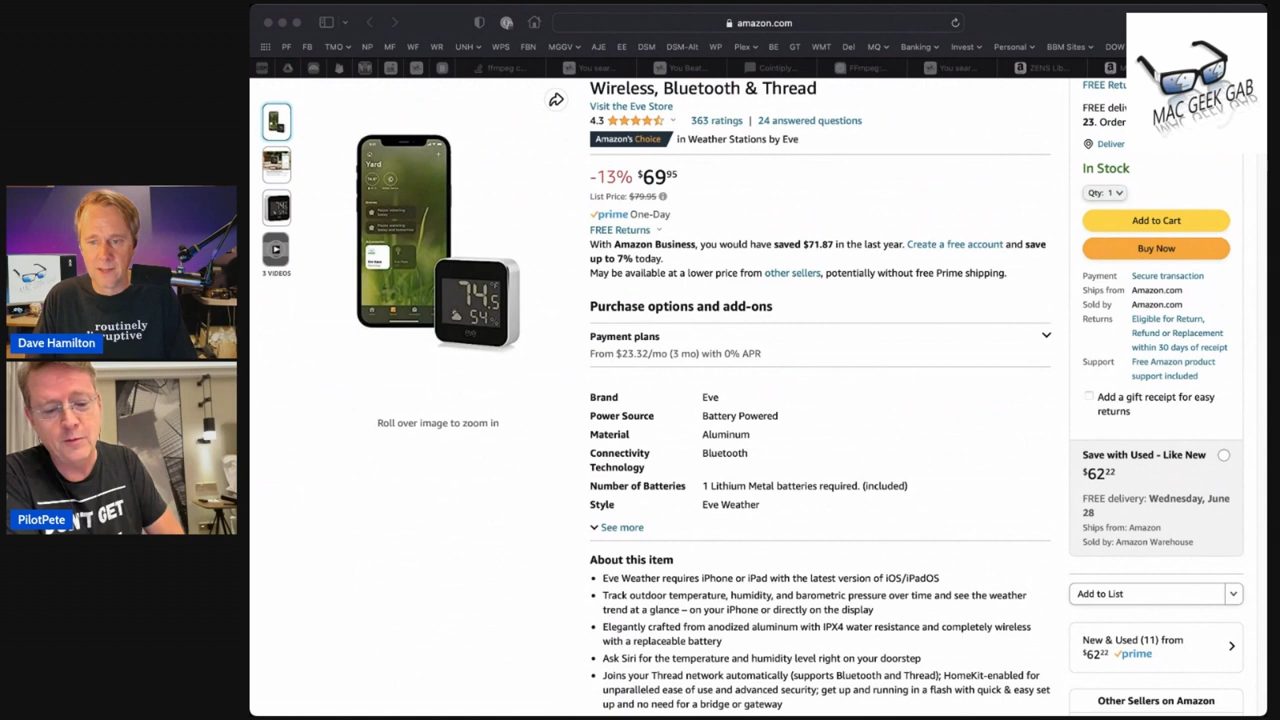 amazon.com
PF FB TMO NP MF WF WR UNH WPS FBN MGGV AJE EE DSM DSM-Alt WP Plex BE GT WMT Del MQ Banking Invest Personal BBM Sites DOW
ffmpeg c... You sear... You Beat... Cointiply... FFmpeg:... You sear... ZENS Lib...
MAC GEEK GAB
Wireless, Bluetooth & Thread
Visit the Eve Store
4.3 363 ratings | 24 answered questions
Amazon's Choice in Weather Stations by Eve
-13% $69 95
List Price: $79.95
prime One-Day
FREE Returns
With Amazon Business, you would have saved $71.87 in the last year. Create a free account and save
up to 7% today.
May be available at a lower price from other sellers, potentially without free Prime shipping.
Purchase options and add-ons
Payment plans
From $23.32/mo (3 mo) with 0% APR
Brand Eve
Power Source Battery Powered
Material Aluminum
Connectivity Bluetooth
Technology
Number of Batteries 1 Lithium Metal batteries required. (included)
Style Eve Weather
See more
About this item
• Eve Weather requires iPhone or iPad with the latest version of iOS/iPadOS
• Track outdoor temperature, humidity, and barometric pressure over time and see the weather
trend at a glance – on your iPhone or directly on the display
• Elegantly crafted from anodized aluminum with IPX4 water resistance and completely wireless
with a replaceable battery
• Ask Siri for the temperature and humidity level right on your doorstep
• Joins your Thread network automatically (supports Bluetooth and Thread); HomeKit-enabled for
unparalleled ease of use and advanced security; get up and running in a flash with quick & easy set
up and no need for a bridge or gateway
3 VIDEOS
Yard
74.5 °F
54 %
eve
Roll over image to zoom in
FREE Retu
FREE deli
23. Order
Deliver
In Stock
Qty: 1
Add to Cart
Buy Now
Payment Secure transaction
Ships from Amazon.com
Sold by Amazon.com
Returns Eligible for Return,
Refund or Replacement
within 30 days of receipt
Support Free Amazon product
support included
Add a gift receipt for easy
returns
Save with Used - Like New
$62 22
FREE delivery: Wednesday, June
28
Ships from: Amazon
Sold by: Amazon Warehouse
Add to List
New & Used (11) from
$62 22 prime
Other Sellers on Amazon
routinely
Dave Hamilton
DON'T GET
PilotPete